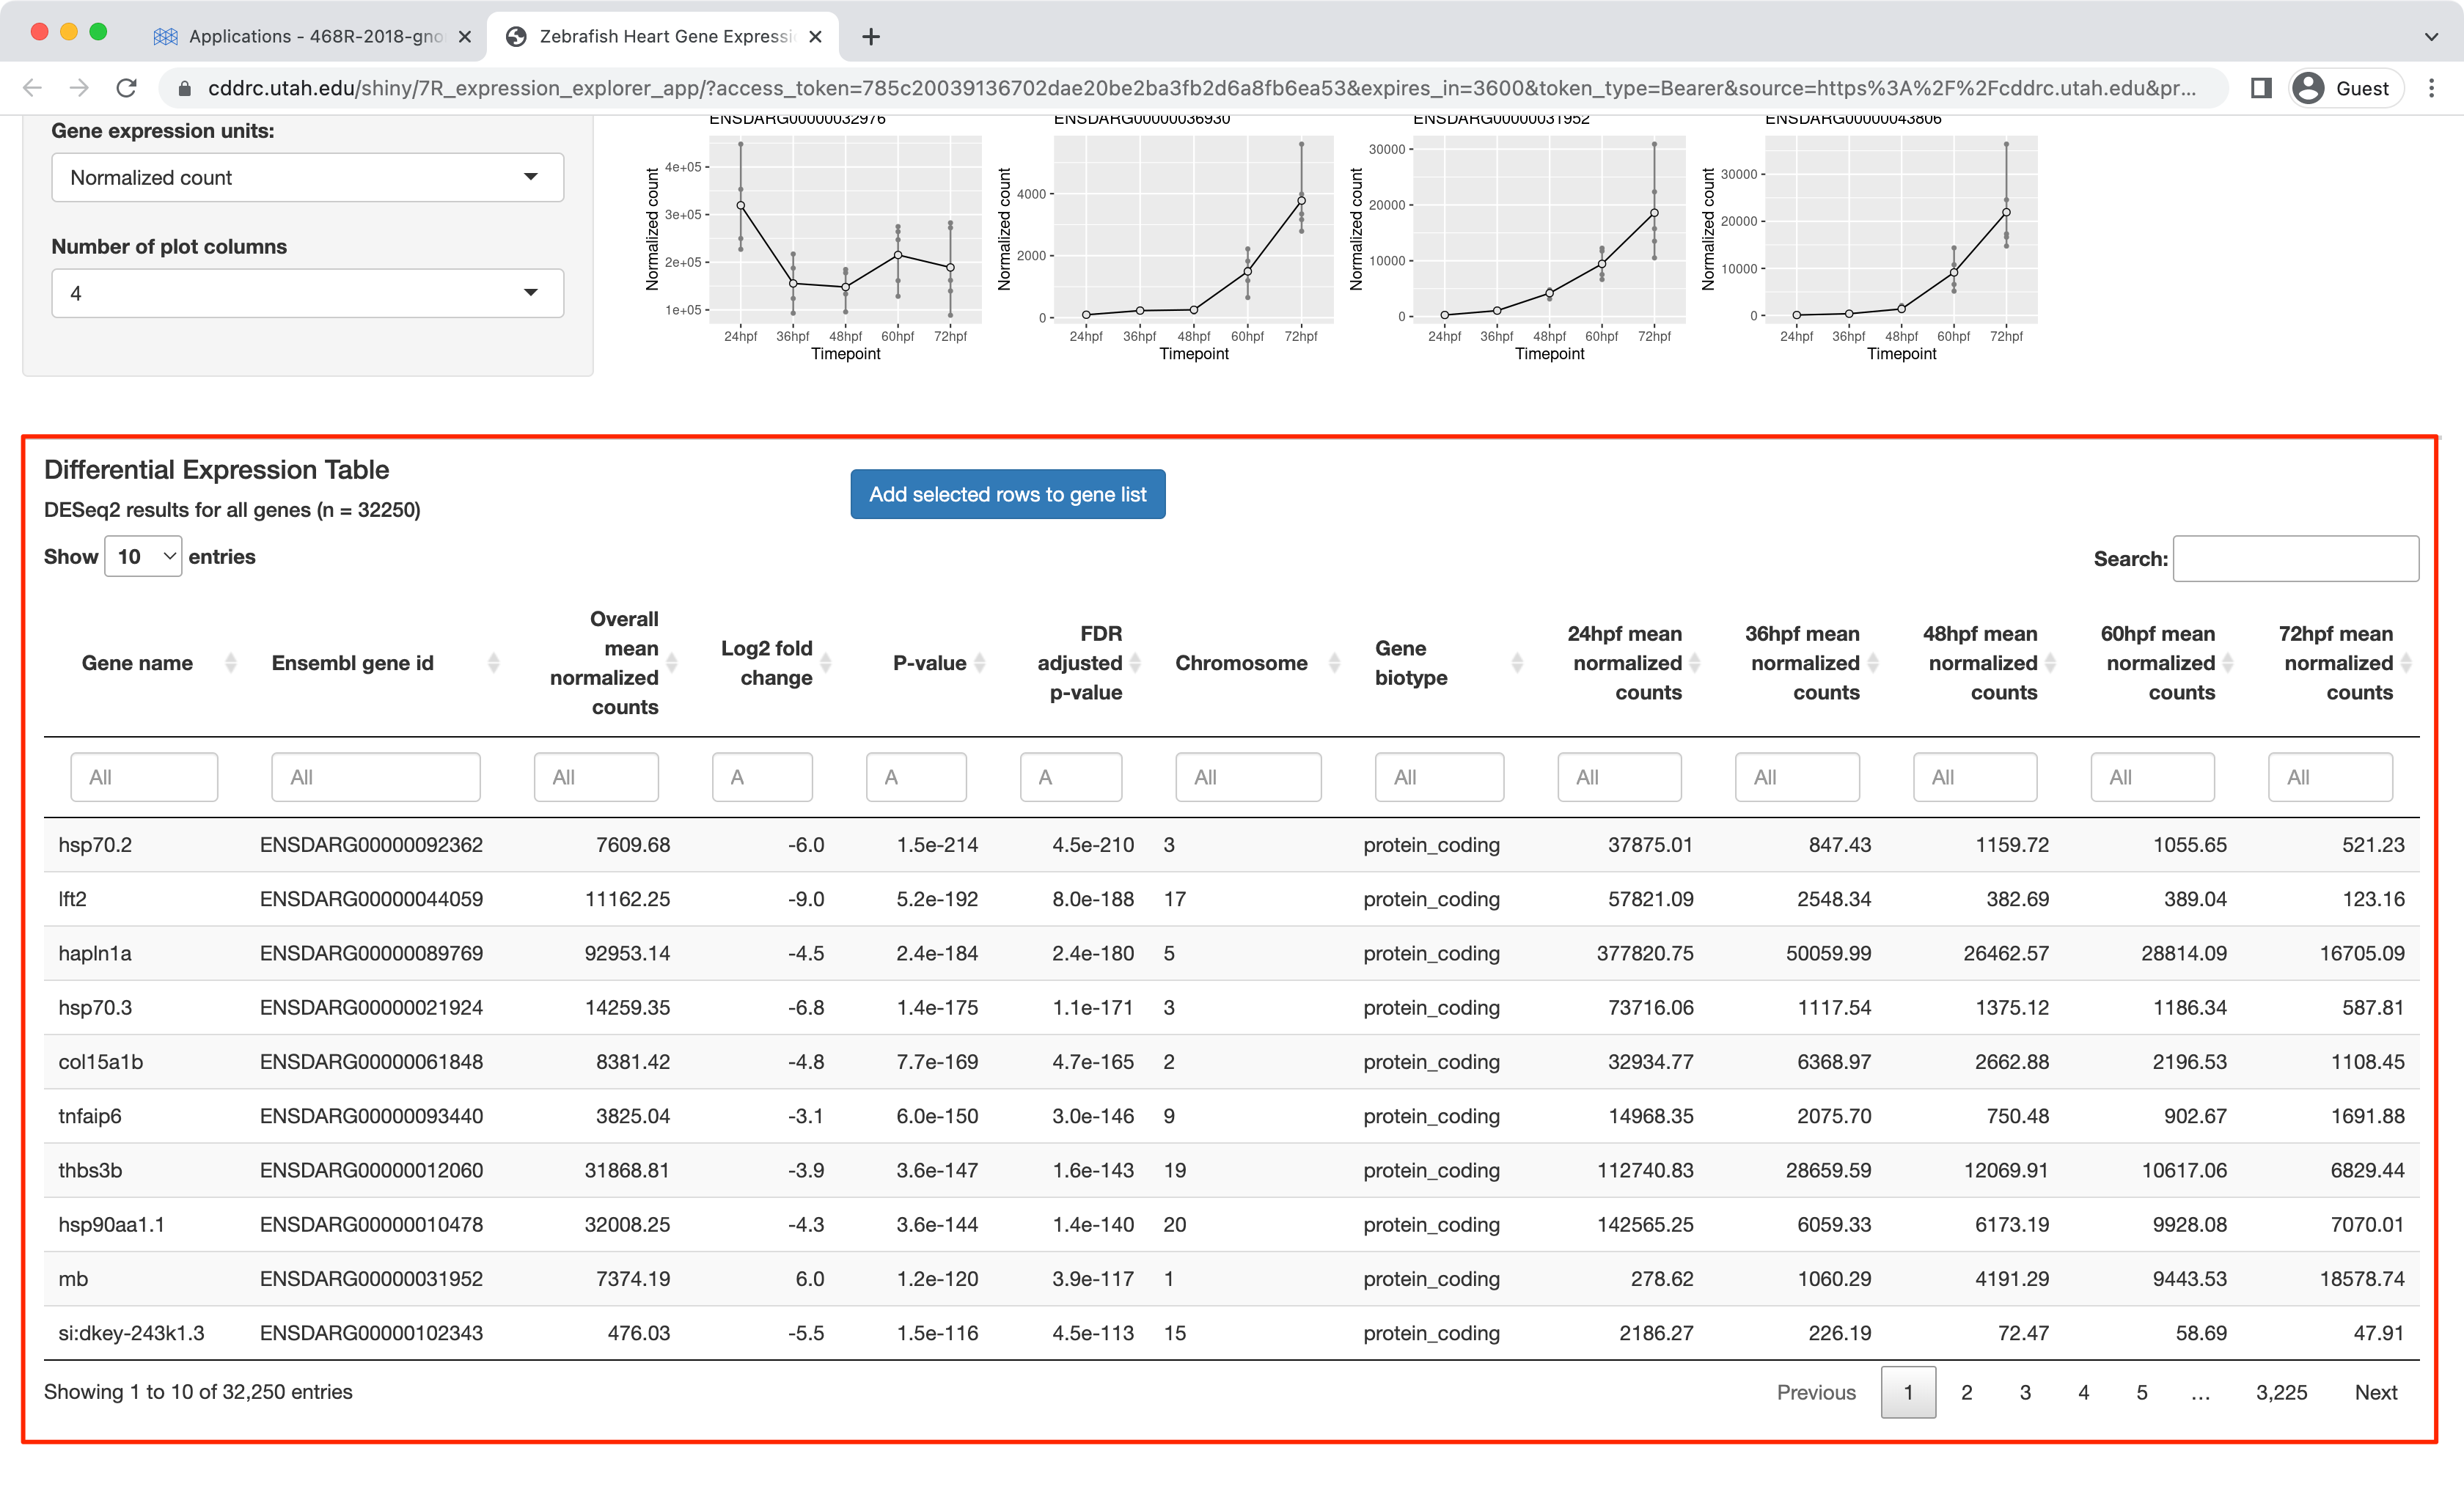 Applications - 468R-2018-gno
Zebrafish Heart Gene Expressi
cddrc.utah.edu/shiny/7R_expression_explorer_app/?access_token=785c20039136702dae20be2ba3fb2d6a8fb6ea53&expires_in=3600&token_type=Bearer&source=https%3A%2F%2Fcddrc.utah.edu&pr...
Guest
Gene expression units:
Normalized count
Number of plot columns
4
ENSDARG00000032976
Normalized count
4e+05
3e+05
2e+05
1e+05
24hpf 36hpf 48hpf 60hpf 72hpf
Timepoint
ENSDARG00000036930
Normalized count
4000
2000
0
24hpf 36hpf 48hpf 60hpf 72hpf
Timepoint
ENSDARG00000031952
Normalized count
30000
20000
10000
0
24hpf 36hpf 48hpf 60hpf 72hpf
Timepoint
ENSDARG00000043806
Normalized count
30000
20000
10000
0
24hpf 36hpf 48hpf 60hpf 72hpf
Timepoint
Differential Expression Table
Add selected rows to gene list
DESeq2 results for all genes (n = 32250)
Show 10 entries
Search:
Gene name Ensembl gene id Overall mean normalized counts Log2 fold change P-value FDR adjusted p-value Chromosome Gene biotype 24hpf mean normalized counts 36hpf mean normalized counts 48hpf mean normalized counts 60hpf mean normalized counts 72hpf mean normalized counts
All All All A A A All All All All All All All
hsp70.2 ENSDARG00000092362 7609.68 -6.0 1.5e-214 4.5e-210 3 protein_coding 37875.01 847.43 1159.72 1055.65 521.23
lft2 ENSDARG00000044059 11162.25 -9.0 5.2e-192 8.0e-188 17 protein_coding 57821.09 2548.34 382.69 389.04 123.16
hapln1a ENSDARG00000089769 92953.14 -4.5 2.4e-184 2.4e-180 5 protein_coding 377820.75 50059.99 26462.57 28814.09 16705.09
hsp70.3 ENSDARG00000021924 14259.35 -6.8 1.4e-175 1.1e-171 3 protein_coding 73716.06 1117.54 1375.12 1186.34 587.81
col15a1b ENSDARG00000061848 8381.42 -4.8 7.7e-169 4.7e-165 2 protein_coding 32934.77 6368.97 2662.88 2196.53 1108.45
tnfaip6 ENSDARG00000093440 3825.04 -3.1 6.0e-150 3.0e-146 9 protein_coding 14968.35 2075.70 750.48 902.67 1691.88
thbs3b ENSDARG00000012060 31868.81 -3.9 3.6e-147 1.6e-143 19 protein_coding 112740.83 28659.59 12069.91 10617.06 6829.44
hsp90aa1.1 ENSDARG00000010478 32008.25 -4.3 3.6e-144 1.4e-140 20 protein_coding 142565.25 6059.33 6173.19 9928.08 7070.01
mb ENSDARG00000031952 7374.19 6.0 1.2e-120 3.9e-117 1 protein_coding 278.62 1060.29 4191.29 9443.53 18578.74
si:dkey-243k1.3 ENSDARG00000102343 476.03 -5.5 1.5e-116 4.5e-113 15 protein_coding 2186.27 226.19 72.47 58.69 47.91
Showing 1 to 10 of 32,250 entries
Previous 1 2 3 4 5 … 3,225 Next